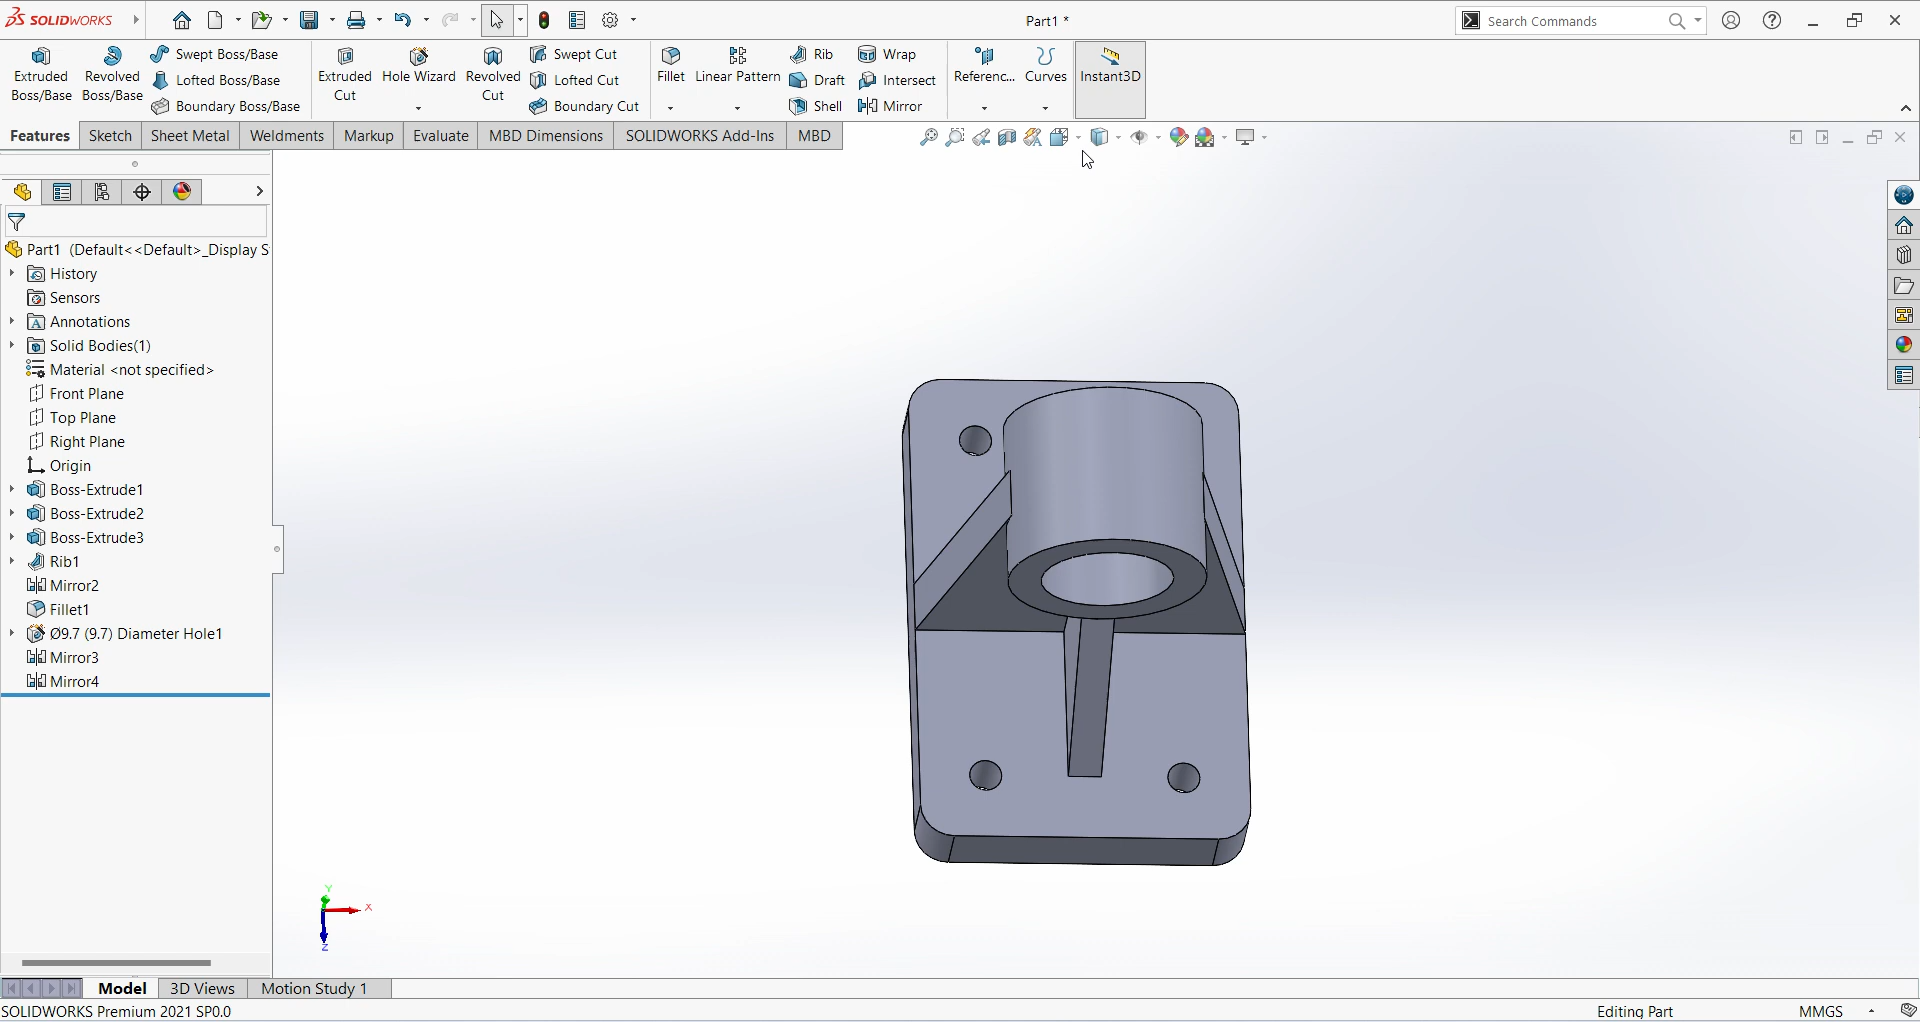 SOLIDWORKS
Part1 *
Search Commands
Extruded Boss/Base
Revolved Boss/Base
Swept Boss/Base
Lofted Boss/Base
Boundary Boss/Base
Extruded Cut
Hole Wizard
Revolved Cut
Swept Cut
Lofted Cut
Boundary Cut
Fillet
Linear Pattern
Rib
Draft
Shell
Wrap
Intersect
Mirror
Referenc...
Curves
Instant3D
Features
Sketch
Sheet Metal
Weldments
Markup
Evaluate
MBD Dimensions
SOLIDWORKS Add-Ins
MBD
Part1 (Default<<Default>_Display S
History
Sensors
Annotations
Solid Bodies(1)
Material <not specified>
Front Plane
Top Plane
Right Plane
Origin
Boss-Extrude1
Boss-Extrude2
Boss-Extrude3
Rib1
Mirror2
Fillet1
Ø9.7 (9.7) Diameter Hole1
Mirror3
Mirror4
Y
X
Z
Model
3D Views
Motion Study 1
SOLIDWORKS Premium 2021 SP0.0
Editing Part
MMGS